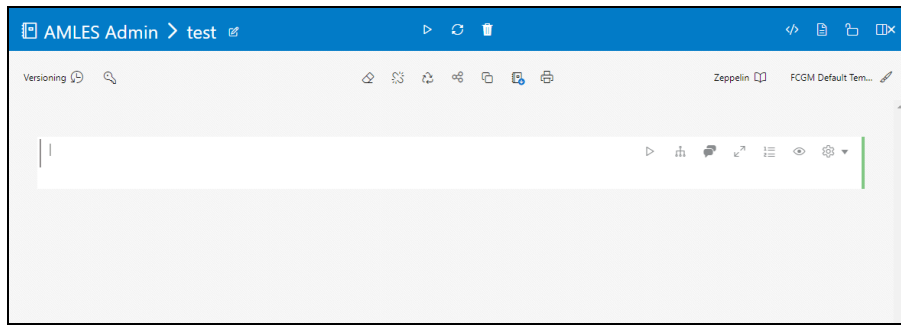 AMLES Admin > test
Versioning
Zeppelin
FCGM Default Tem...